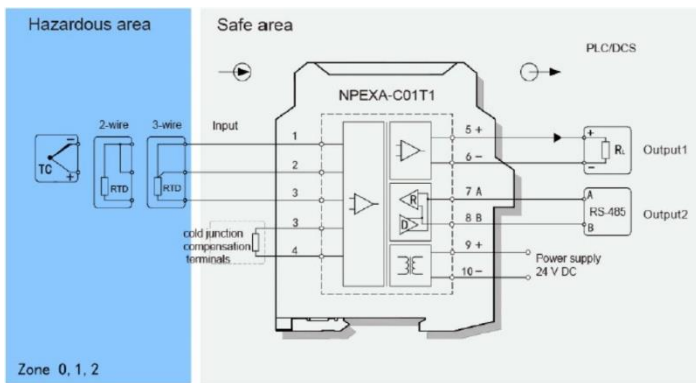 Hazardous area
Safe area
PLC/DCS
NPEXA-C01T1
2-wire
3-wire
Input
1
5 +
+
TC
−
+
RTD
RTD
2
6 −
RL
−
Output1
3
R
7 A
A
RS-485
Output2
D
8 B
B
3
cold junction
compensation
terminals
4
9 +
Power supply
24 V DC
10 −
Zone 0, 1, 2